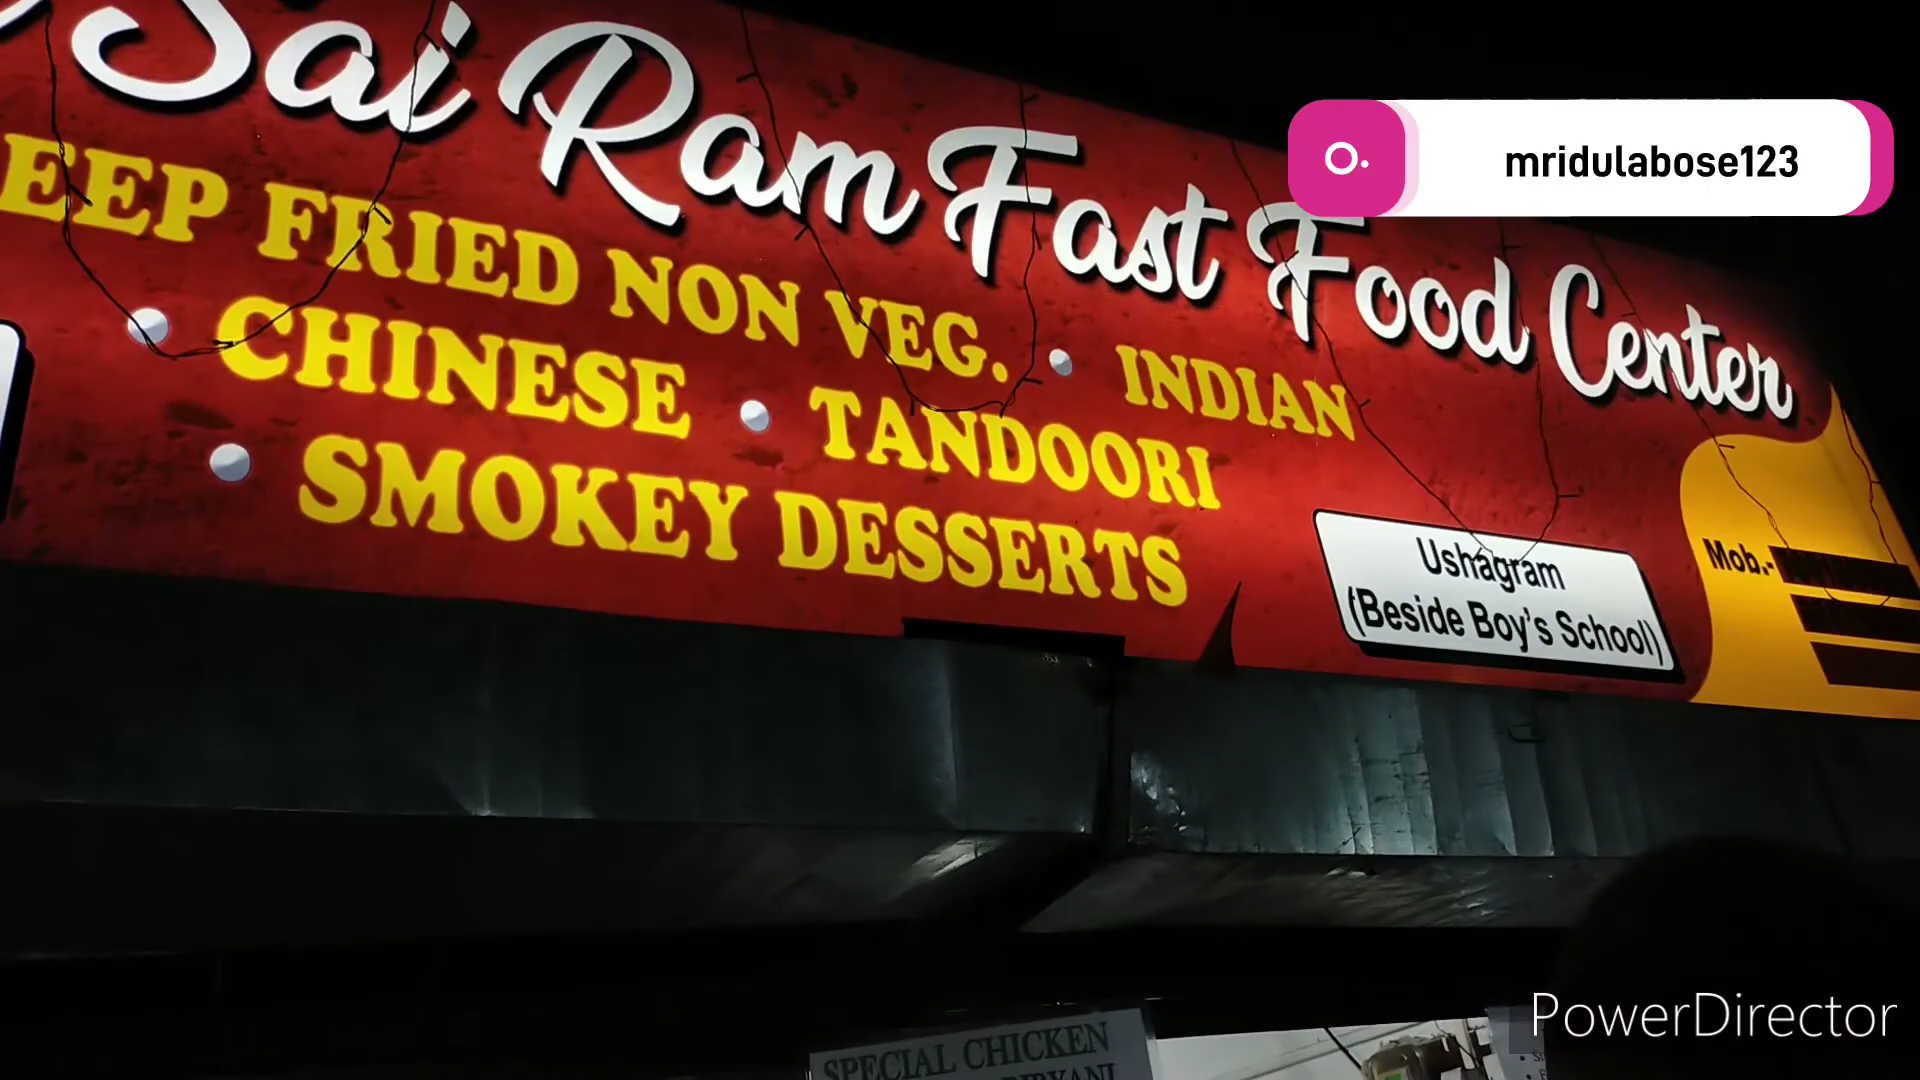 Sai Ram Fast Food Center
mridulabose123
EEP FRIED NON VEG. • INDIAN
• CHINESE • TANDOORI
• SMOKEY DESSERTS
Ushagram
(Beside Boy's School)
Mob.-
SPECIAL CHICKEN
BIRYANI
PowerDirector